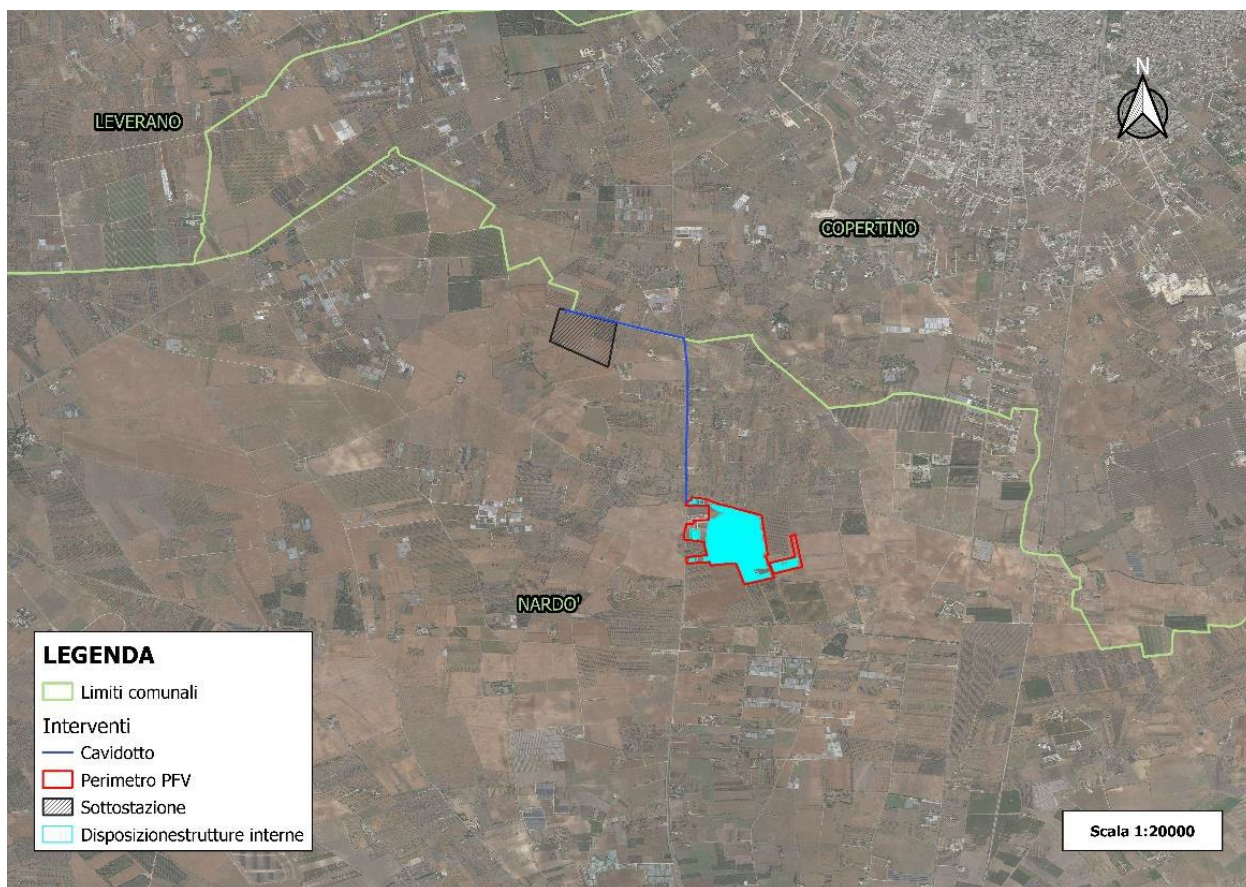 N
LEVERANO
COPERTINO
NARDO'
LEGENDA
Limiti comunali
Interventi
Cavidotto
Perimetro PFV
Sottostazione
Disposizionestrutture interne
Scala 1:20000